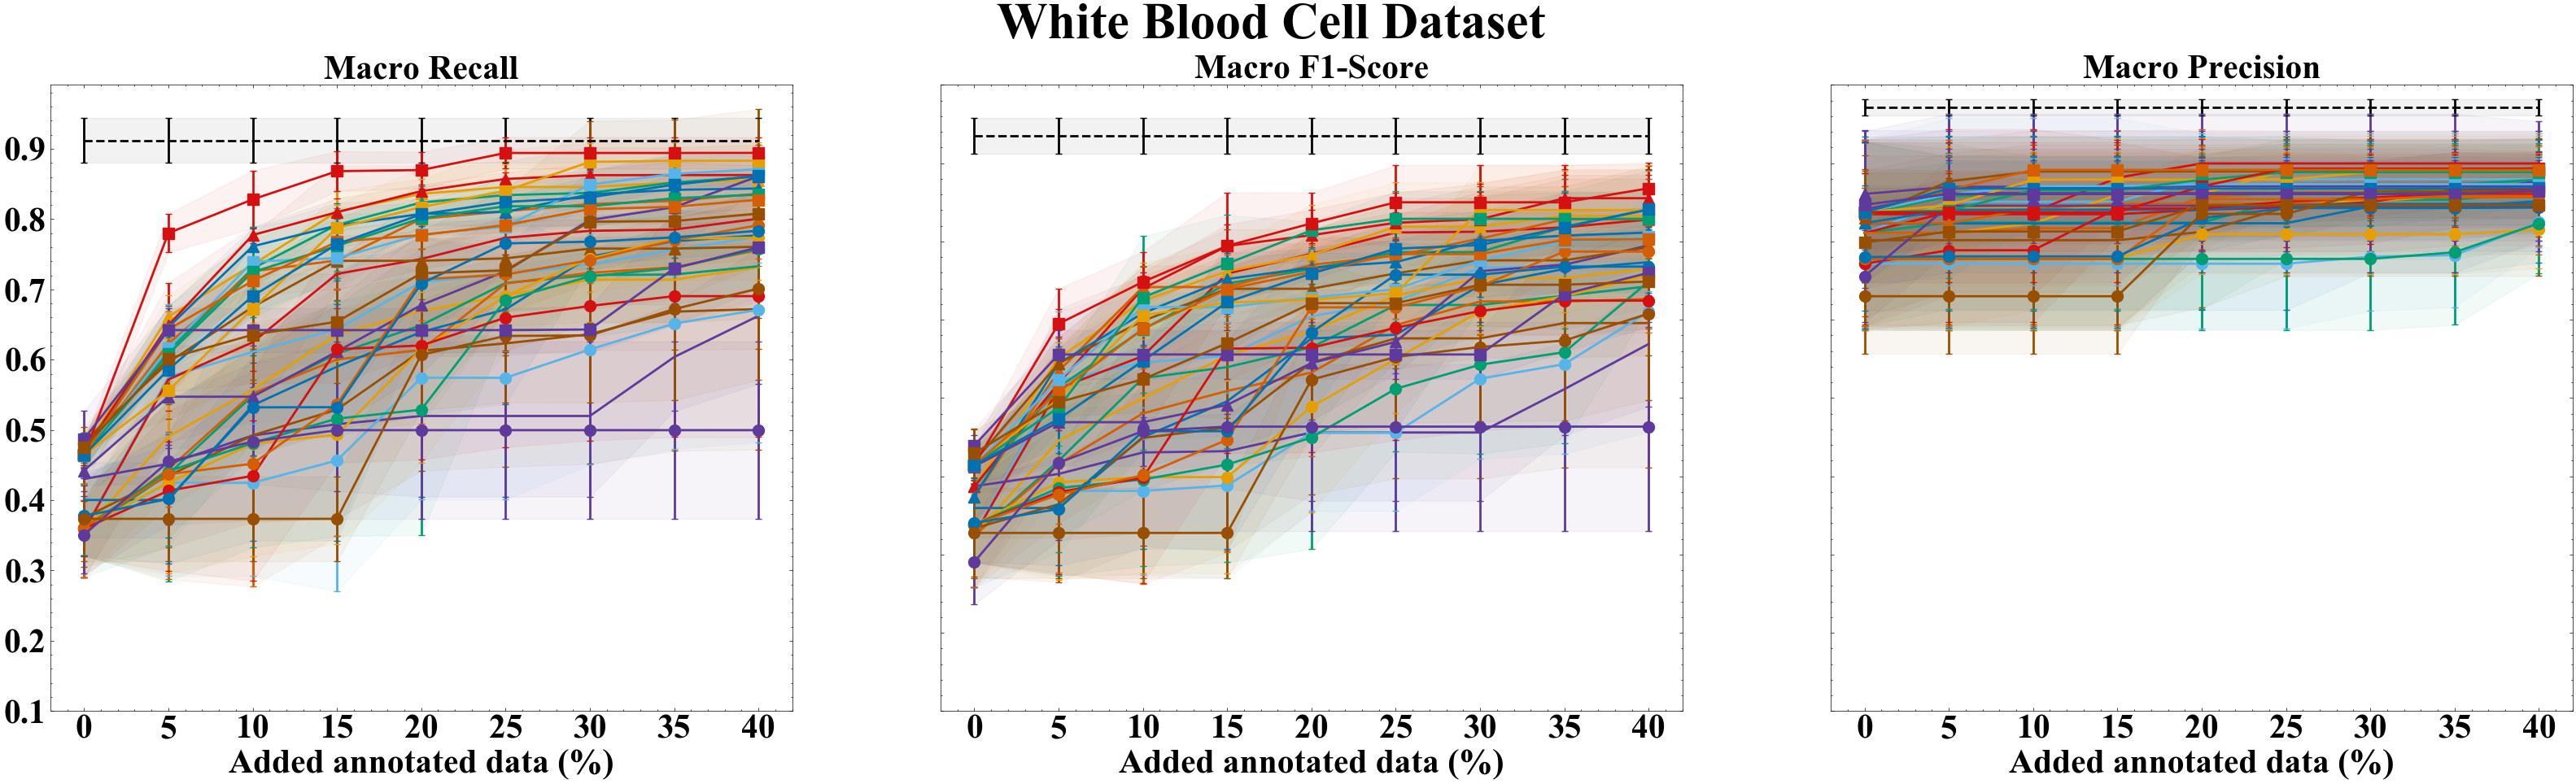 White Blood Cell Dataset
Macro Recall
Macro F1-Score
Macro Precision
0.9
0.8
0.7
0.6
0.5
0.4
0.3
0.2
0.1
0 5 10 15 20 25 30 35 40
0 5 10 15 20 25 30 35 40
0 5 10 15 20 25 30 35 40
Added annotated data (%)
Added annotated data (%)
Added annotated data (%)